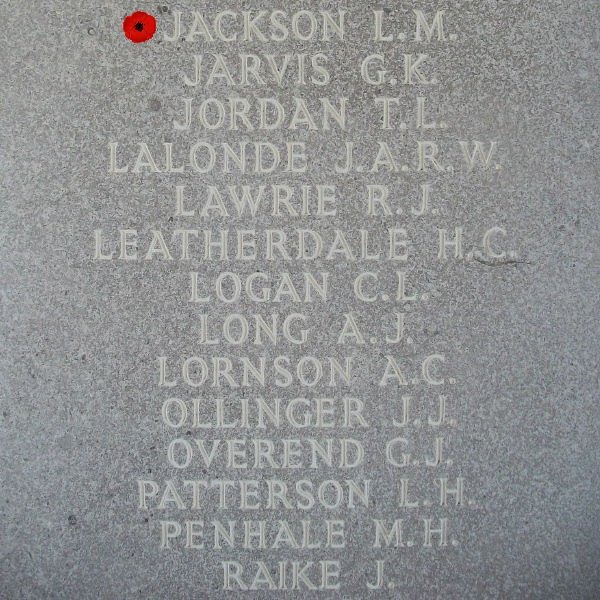 JACKSON L.M.
JARVIS G.K.
JORDAN T.L.
LALONDE J.A.R.W.
LAWRIE R.J.
LEATHERDALE H.C.
LOGAN C.L.
LONG A.J.
LORNSON A.C.
OLLINGER J.J.
OVEREND G.J.
PATTERSON L.H.
PENHALE M.H.
RAIKE J.